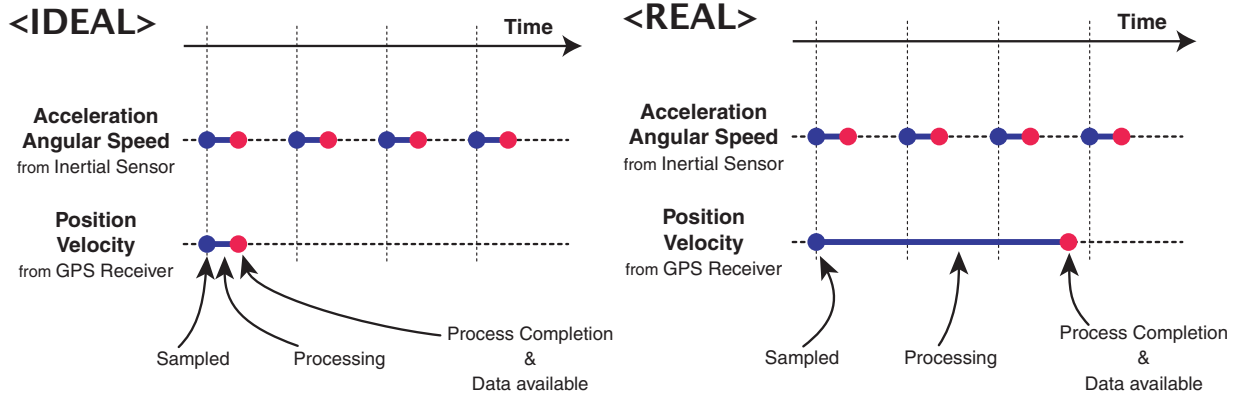 <IDEAL>
Time
Acceleration
Angular Speed
from Inertial Sensor
Position
Velocity
from GPS Receiver
Sampled
Processing
Process Completion
&
Data available
<REAL>
Time
Acceleration
Angular Speed
from Inertial Sensor
Position
Velocity
from GPS Receiver
Sampled
Processing
Process Completion
&
Data available